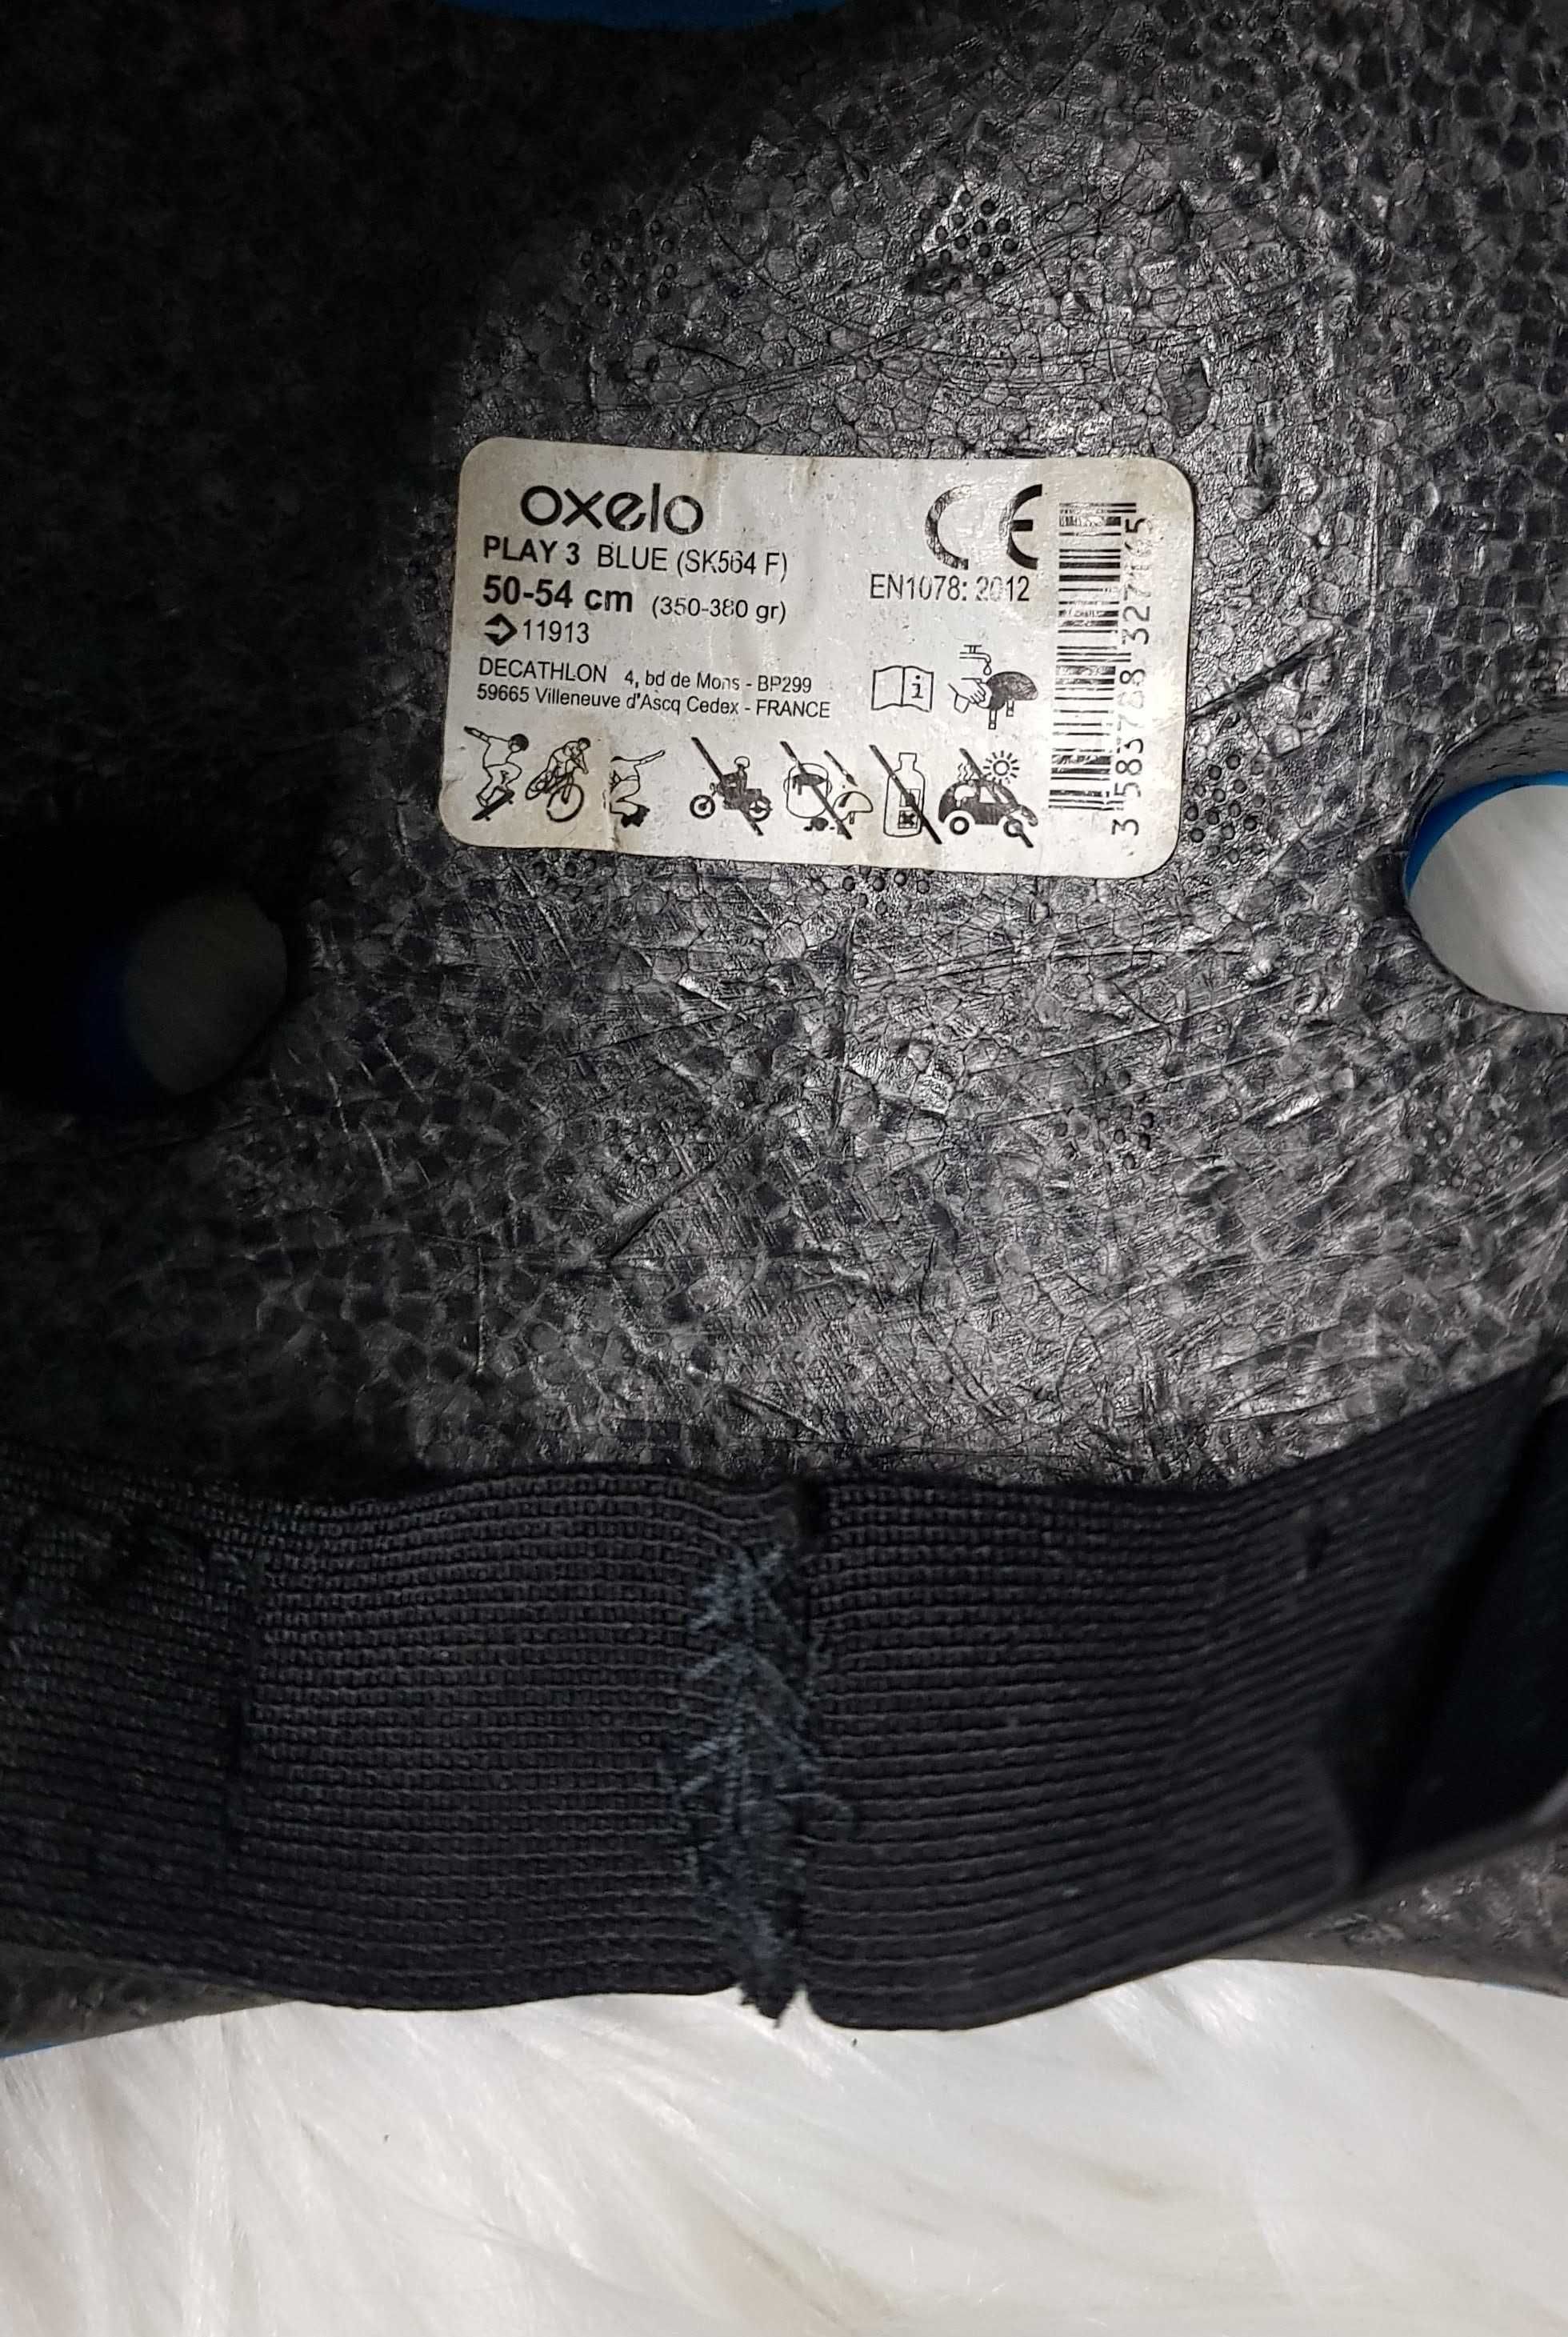 oxelo
PLAY 3 BLUE (SK564 F)
50-54 cm (350-380 gr)
11913
DECATHLON 4, bd de Mons - BP299
59665 Villeneuve d'Ascq Cedex - FRANCE
CE
EN1078: 2012
i